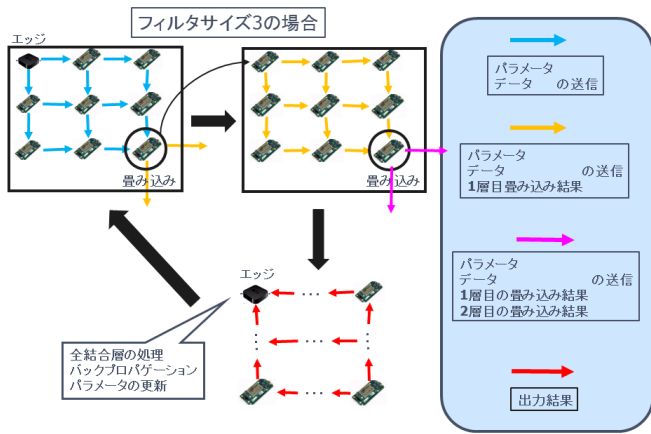 フィルタサイズ3の場合
エッジ
畳み込み
畳み込み
エッジ
全結合層の処理
バックプロパゲーション
パラメータの更新
パラメータ
データ の送信
パラメータ
データ の送信
1層目畳み込み結果
パラメータ
データ の送信
1層目の畳み込み結果
2層目の畳み込み結果
出力結果